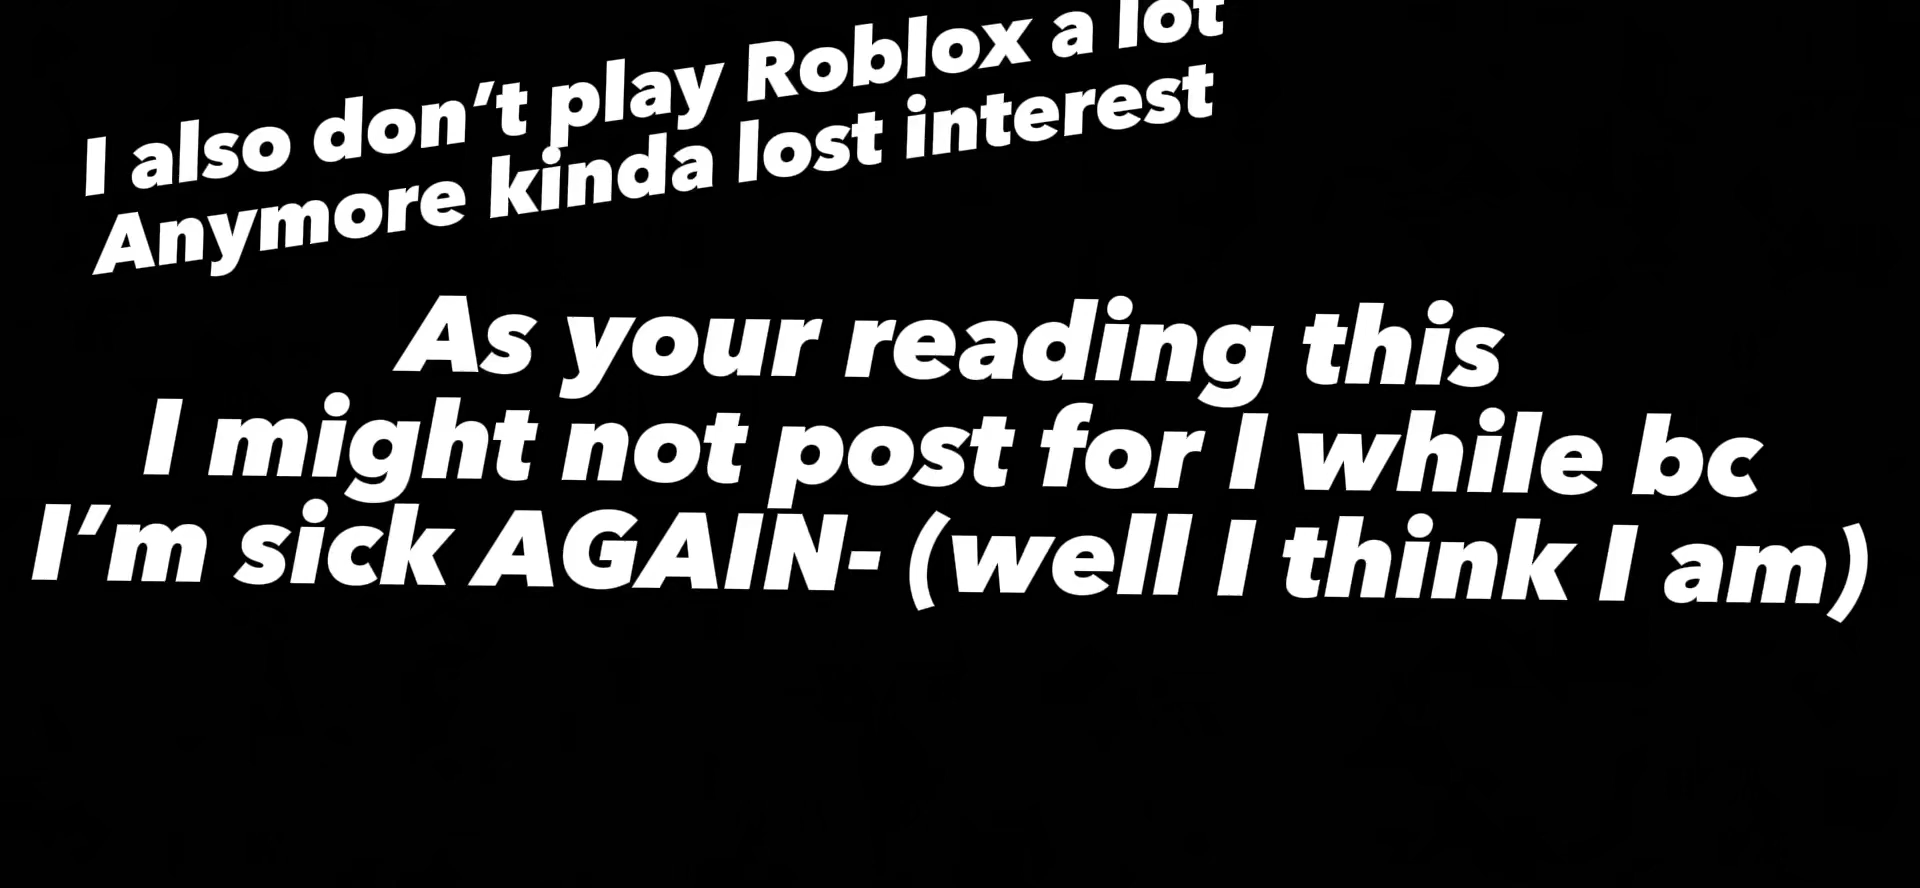 I also don’t play Roblox a lot
Anymore kinda lost interest
As your reading this
I might not post for I while bc
I’m sick AGAIN- (well I think I am)